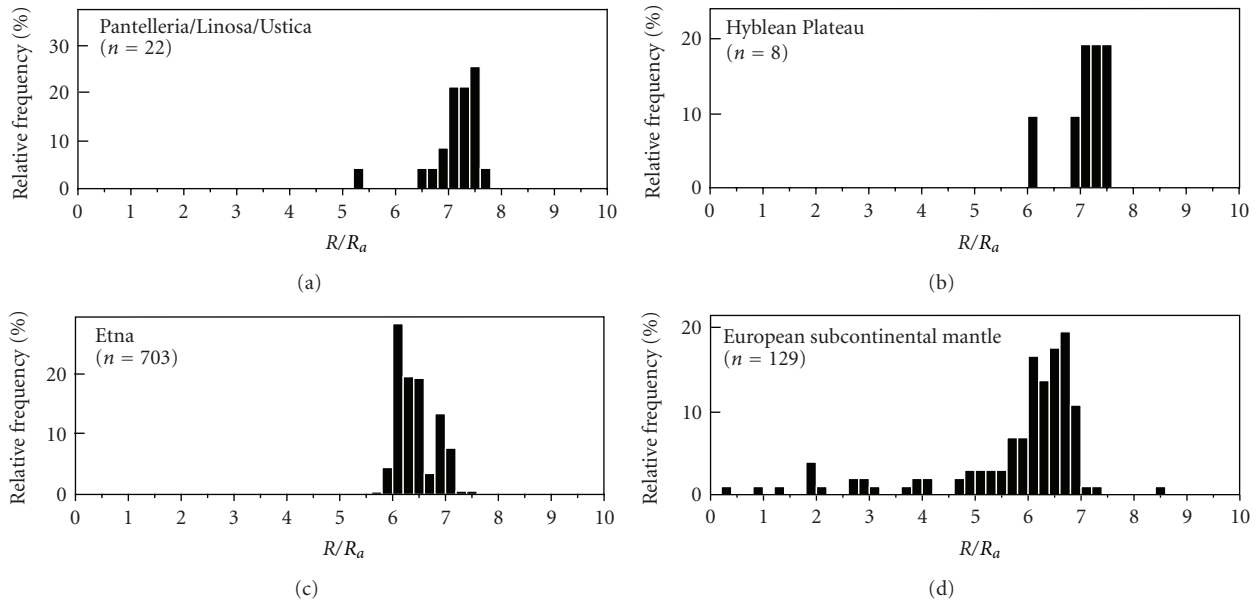 Pantelleria/Linosa/Ustica
(n = 22)
Relative frequency (%)
30
20
10
0
0 1 2 3 4 5 6 7 8 9 10
R/Ra
(a)
Hyblean Plateau
(n = 8)
Relative frequency (%)
20
10
0
0 1 2 3 4 5 6 7 8 9 10
R/Ra
(b)
Etna
(n = 703)
Relative frequency (%)
20
10
0
0 1 2 3 4 5 6 7 8 9 10
R/Ra
(c)
European subcontinental mantle
(n = 129)
Relative frequency (%)
20
10
0
0 1 2 3 4 5 6 7 8 9 10
R/Ra
(d)